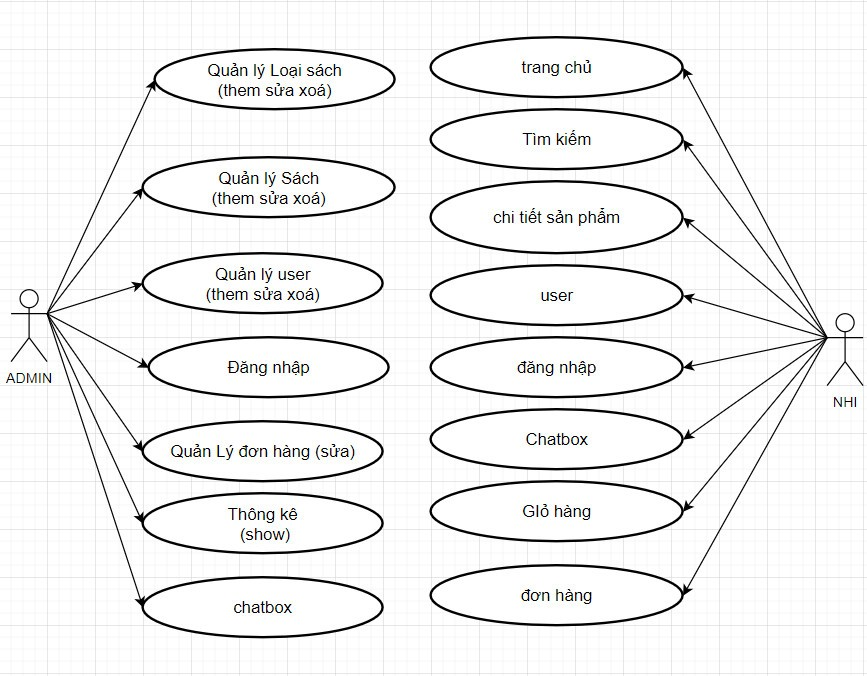 Quản lý Loại sách
(them sửa xoá)
Quản lý Sách
(them sửa xoá)
Quản lý user
(them sửa xoá)
Đăng nhập
Quản Lý đơn hàng (sửa)
Thông kê
(show)
chatbox
ADMIN
trang chủ
Tìm kiếm
chi tiết sản phẩm
user
đăng nhập
Chatbox
GIỏ hàng
đơn hàng
NHI